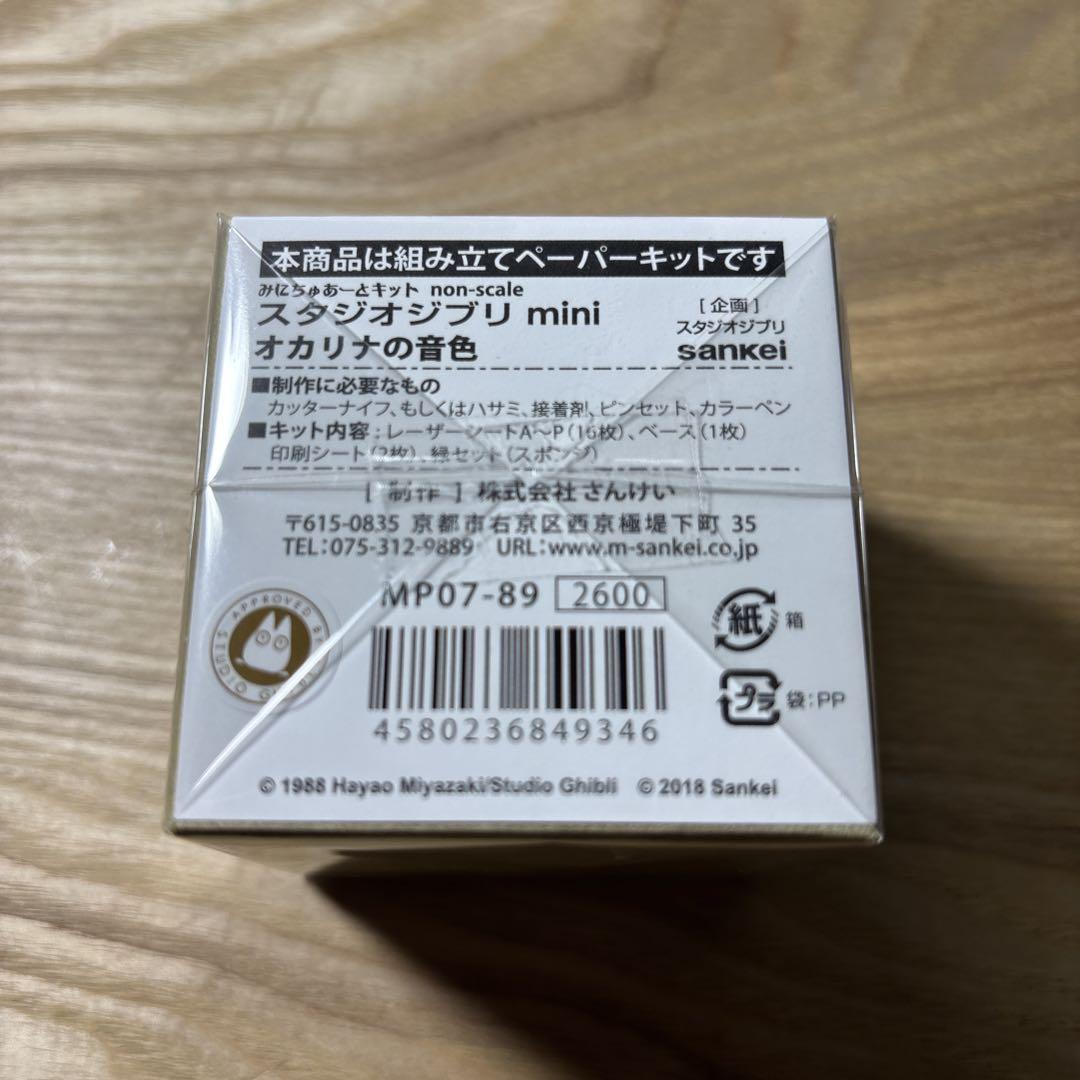 本商品は組み立てペーパーキットです
みにちゅあーとキット non-scale
スタジオジブリ mini
オカリナの音色
[ 企画 ]
スタジオジブリ
sankei
■制作に必要なもの
カッターナイフ、もしくはハサミ、接着剤、ピンセット、カラーペン
■キット内容：レーザーシートA〜P（16枚）、ベース（1枚）
印刷シート（2枚）、緑セット（スポンジ）
[ 制作 ] 株式会社 さんけい
〒615-0835 京都市右京区西京極堤下町 35
TEL：075-312-9889 URL：www.m-sankei.co.jp
MP07-89 2600
紙 箱
プラ 袋：PP
APPROVED
4580236849346
© 1988 Hayao Miyazaki/Studio Ghibli © 2018 Sankei